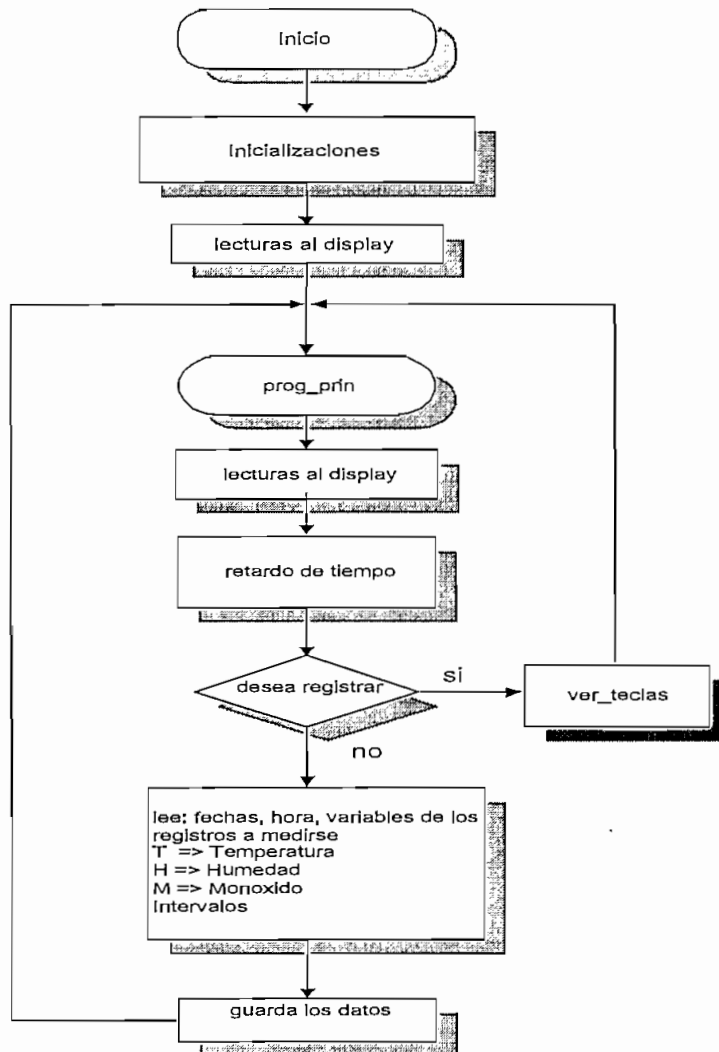 Inicio
Inicializaciones
lecturas al display
prog_prin
lecturas al display
retardo de tiempo
desea registrar
si
ver_teclas
no
lee: fechas, hora, variables de los
registros a medirse
T => Temperatura
H => Humedad
M => Monoxido
Intervalos
guarda los datos